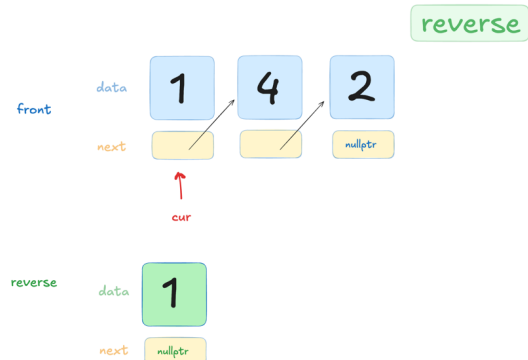 reverse
data 1 4 2
front
next nullptr
cur
reverse data 1
next nullptr